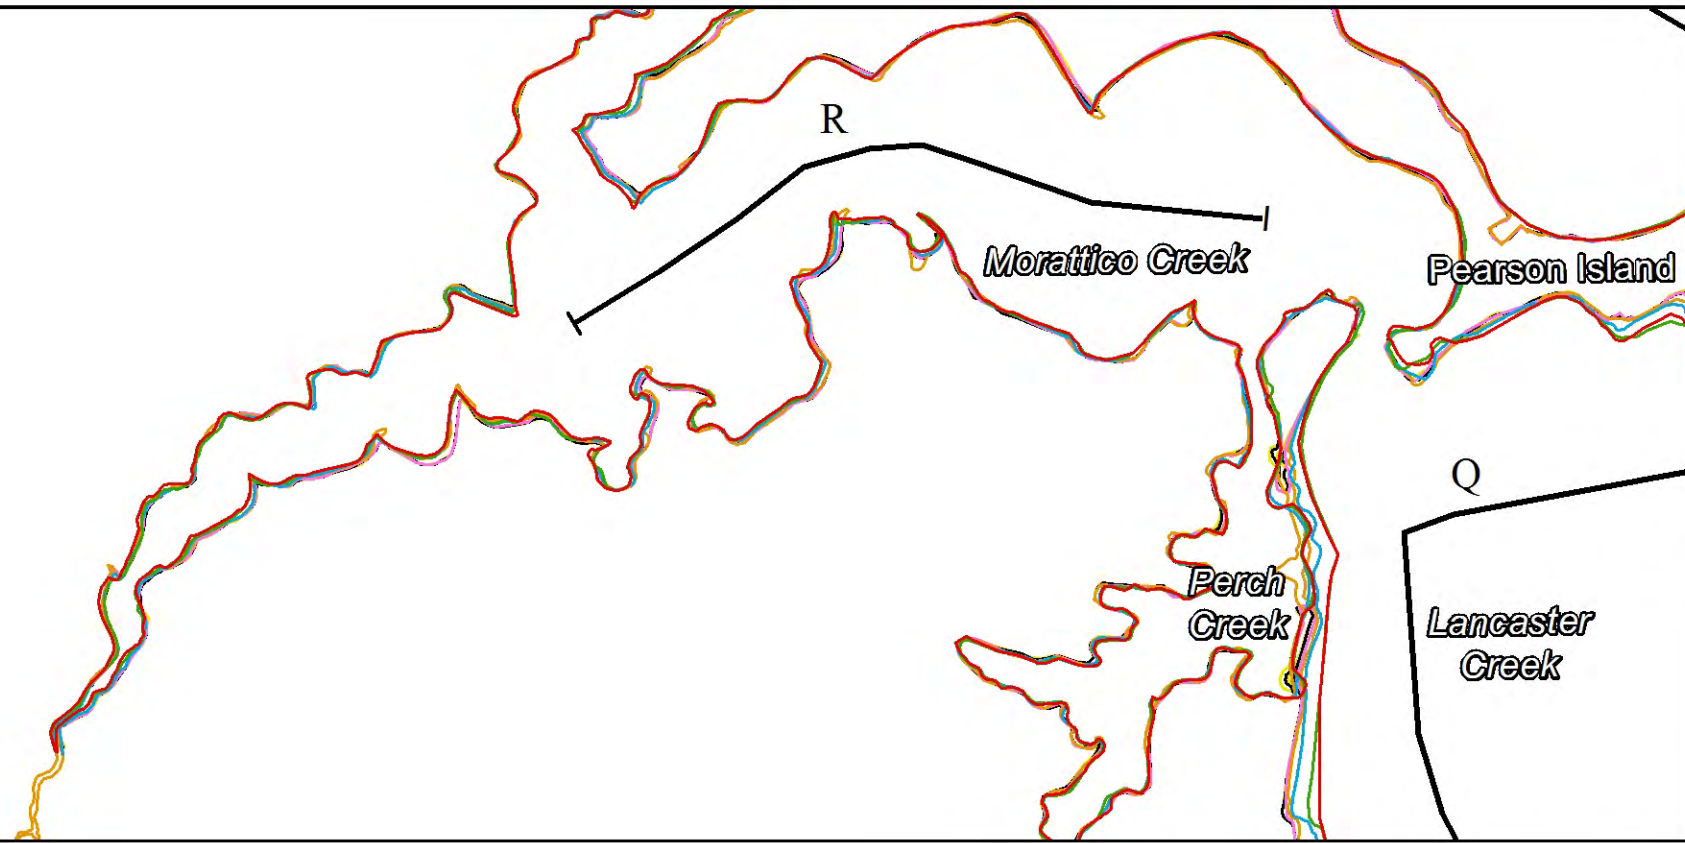 R
Morattico Creek
Pearson Island
Q
Perch
Creek
Lancaster
Creek